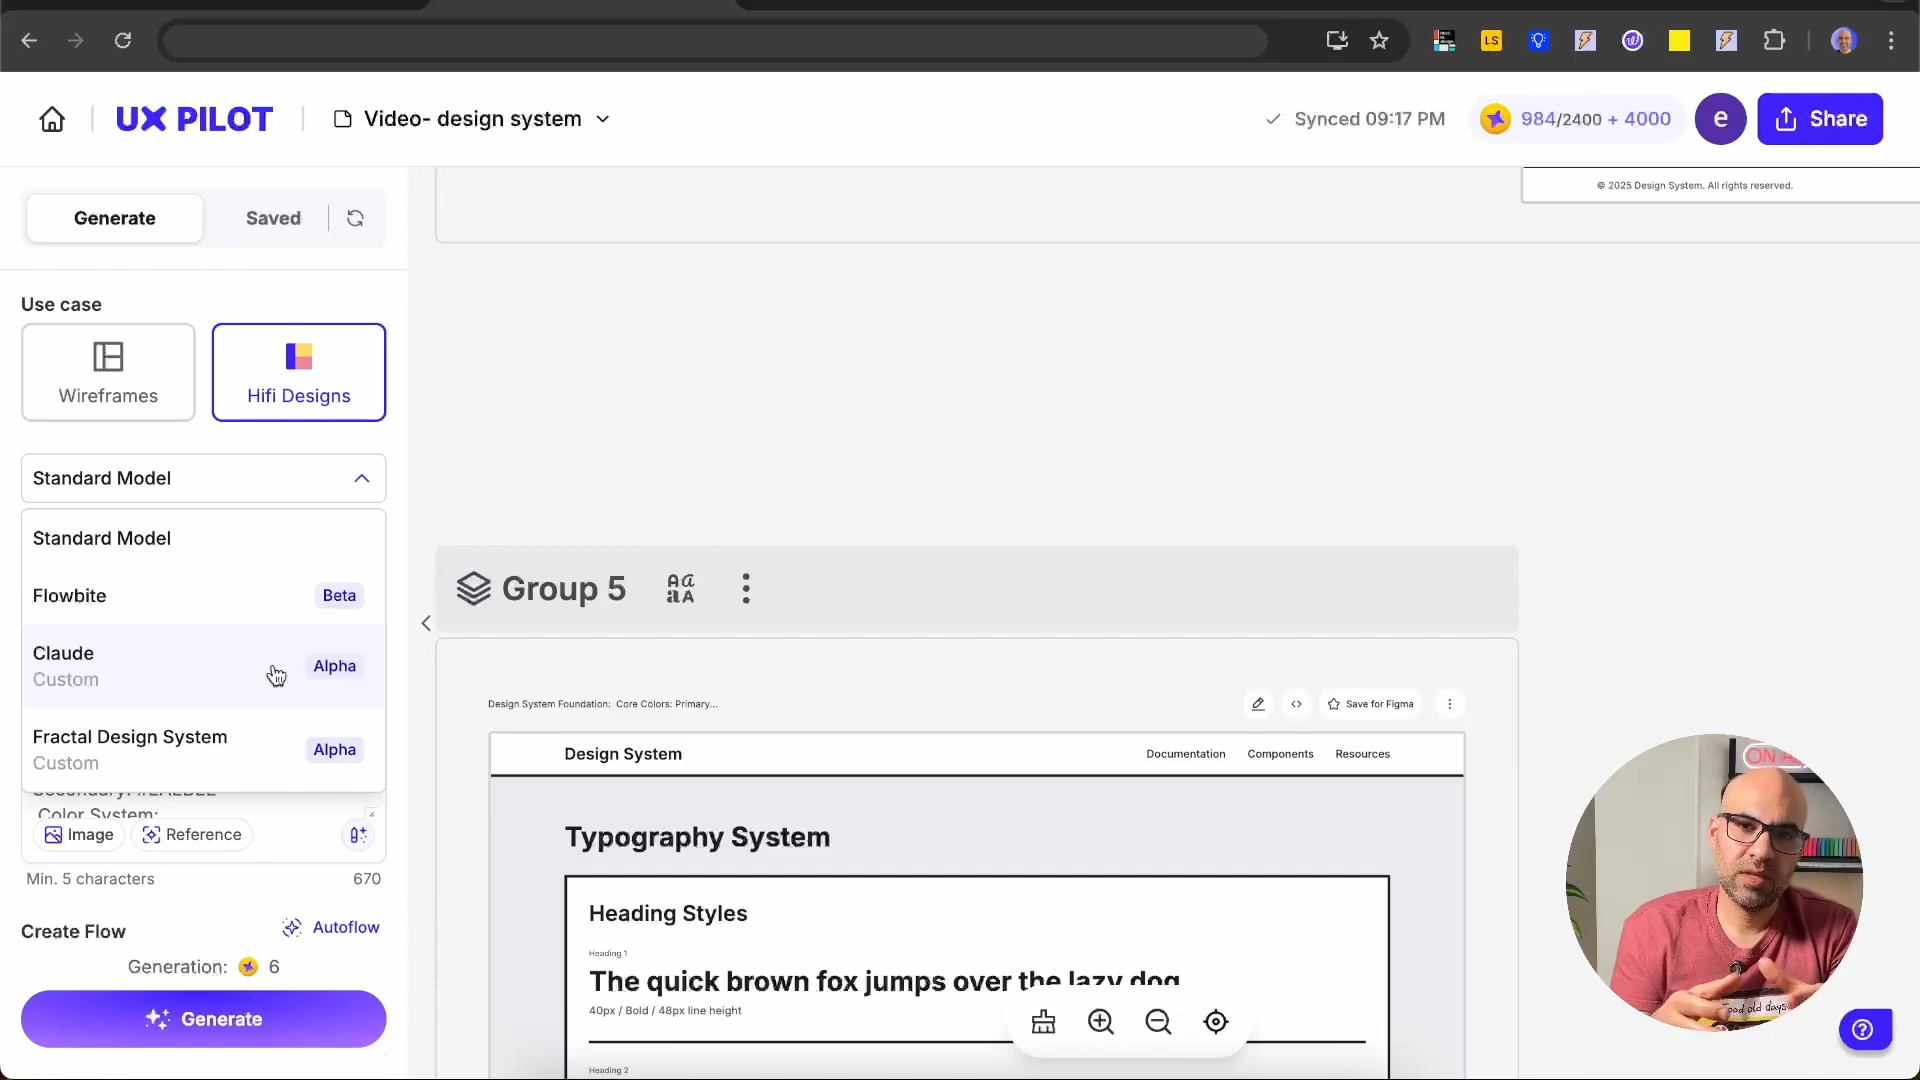 LS
UX PILOT
Video- design system
Synced 09:17 PM
984/2400 + 4000
e
Share
Generate
Saved
© 2025 Design System. All rights reserved.
Use case
Wireframes
Hifi Designs
Standard Model
Standard Model
Flowbite
Beta
Claude
Custom
Alpha
Fractal Design System
Custom
Alpha
Color System:
Image
Reference
Min. 5 characters
670
Create Flow
Autoflow
Generation:
6
Generate
Group 5
Design System Foundation: Core Colors: Primary...
Save for Figma
Design System
Documentation
Components
Resources
Typography System
Heading Styles
Heading 1
The quick brown fox jumps over the lazy dog
40px / Bold / 48px line height
Heading 2
ON A
ood old days